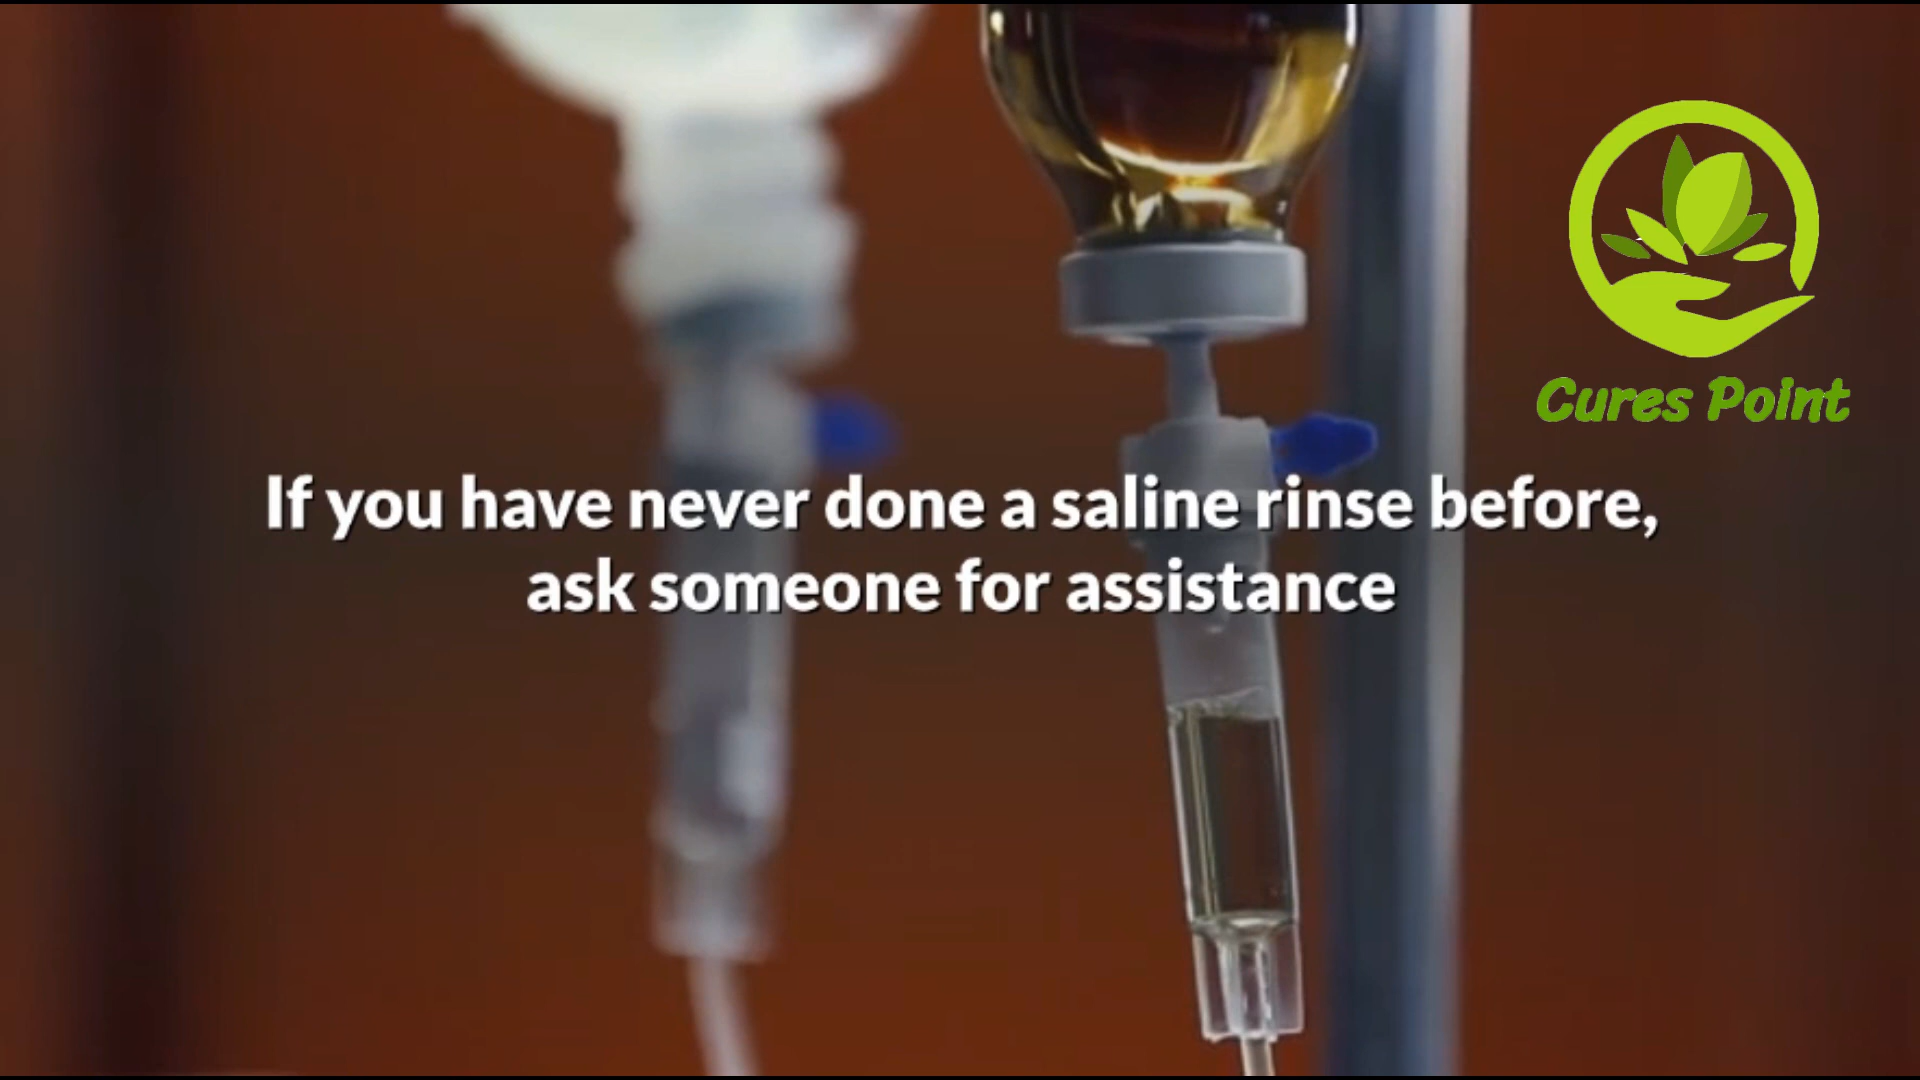 Cures Point
If you have never done a saline rinse before,
ask someone for assistance